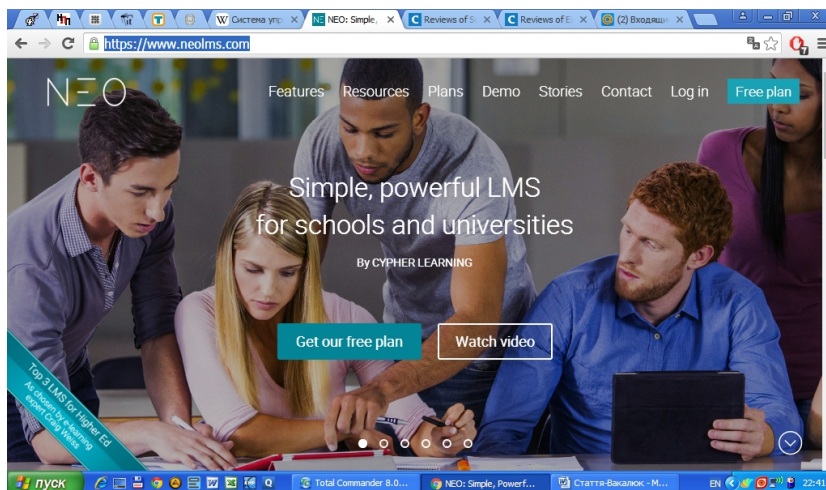 Система упр
NEO: Simple,
Reviews of S
Reviews of E
(2) Входящи
https://www.neolms.com
NEO
Features Resources Plans Demo Stories Contact Log in Free plan
Simple, powerful LMS
for schools and universities
By CYPHER LEARNING
Get our free plan Watch video
Top 3 LMS for Higher Ed
As chosen by e-learning
expert Craig Weiss
пуск
Total Commander 8.0...
NEO: Simple, Powerf...
Стаття-Вакалюк - M...
EN
22:41